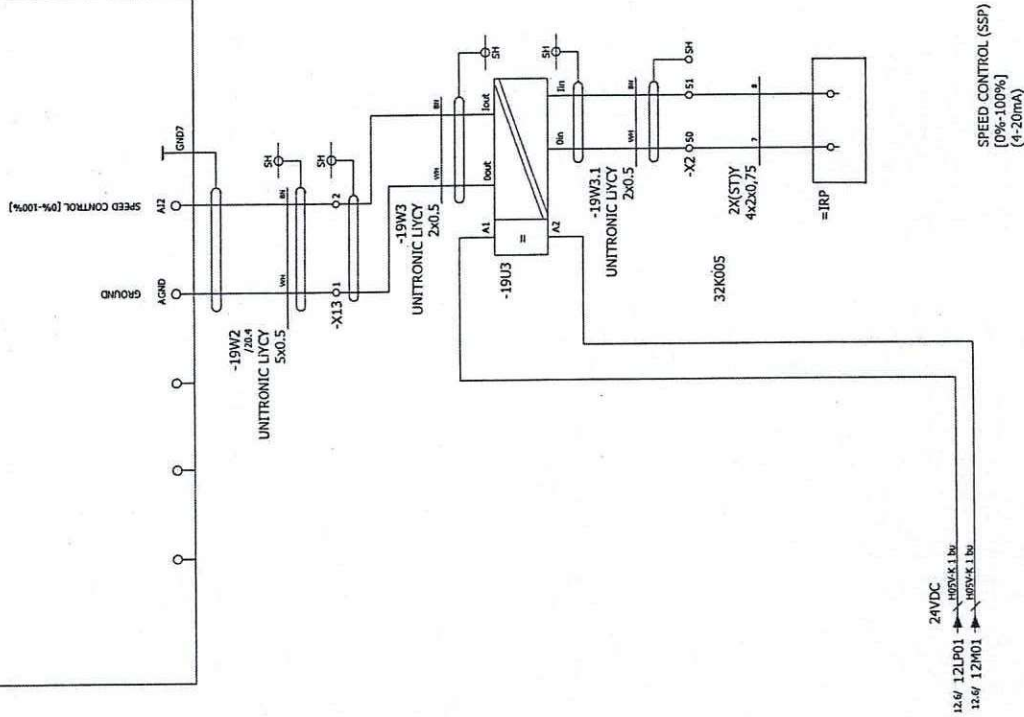 GND7
SPEED CONTROL [0%-100%]
AI2
GROUND
AGND
SH
BN
WH
-19W2
/20.4
UNITRONIC LIYCY
5x0.5
SH
2
1
-X13
SH
BN
WH
-19W3
UNITRONIC LIYCY
2x0.5
Iout
0out
A1
=
A2
-19U3
Iin
0in
SH
BN
WH
-19W3.1
UNITRONIC LIYCY
2x0.5
SH
51
50
-X2
8
7
2X(ST)Y
4x2x0,75
32K005
=IRP
SPEED CONTROL (SSP)
[0%-100%]
(4-20mA)
24VDC
12.6/ 12LP01
H05V-K 1 bu
12.6/ 12M01
H05V-K 1 bu